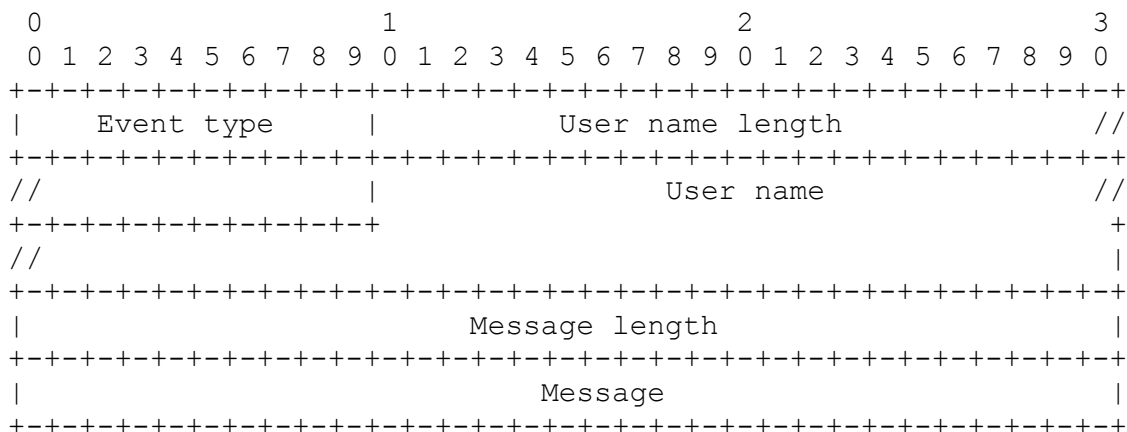 0                   1                   2                   3
 0 1 2 3 4 5 6 7 8 9 0 1 2 3 4 5 6 7 8 9 0 1 2 3 4 5 6 7 8 9 0
+-+-+-+-+-+-+-+-+-+-+-+-+-+-+-+-+-+-+-+-+-+-+-+-+-+-+-+-+-+-+-+
|    Event type     |          User name length              //
+-+-+-+-+-+-+-+-+-+-+-+-+-+-+-+-+-+-+-+-+-+-+-+-+-+-+-+-+-+-+-+
//                  |                User name               //
+-+-+-+-+-+-+-+-+-+-+                                         +
//                                                             |
+-+-+-+-+-+-+-+-+-+-+-+-+-+-+-+-+-+-+-+-+-+-+-+-+-+-+-+-+-+-+-+
|                         Message length                       |
+-+-+-+-+-+-+-+-+-+-+-+-+-+-+-+-+-+-+-+-+-+-+-+-+-+-+-+-+-+-+-+
|                             Message                          |
+-+-+-+-+-+-+-+-+-+-+-+-+-+-+-+-+-+-+-+-+-+-+-+-+-+-+-+-+-+-+-+